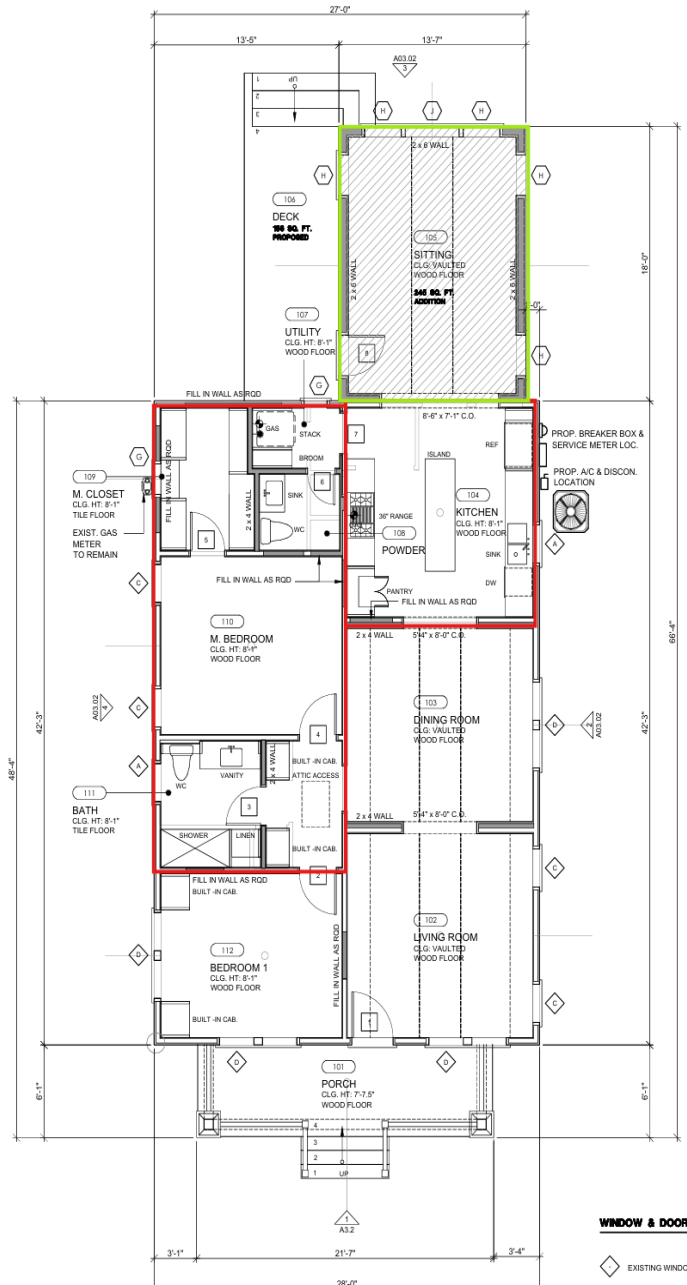 27'-0"
13'-5"
13'-7"
A03.02
3
UP
1
2
3
4
H
H
J
H
H
2 x 6 WALL
106
DECK
PROPOSED
105
SITTING
CLG: VAULTED
WOOD FLOOR
245 SQ. FT.
ADDITION
2 x 6 WALL
2 x 6 WALL
18'-0"
107
UTILITY
CLG. HT: 8'-1"
WOOD FLOOR
8
H
G
FILL IN WALL AS RQD
8'-6" x 7'-1" C.O.
7
REF
ISLAND
PROP. BREAKER BOX &
SERVICE METER LOC.
GAS
STACK
BROOM
FILL IN WALL AS RQD
G
109
M. CLOSET
CLG. HT: 8'-1"
TILE FLOOR
EXIST. GAS
METER
TO REMAIN
2 x 4 WALL
SINK
6
WC
5
36" RANGE
104
KITCHEN
CLG. HT: 8'-1"
WOOD FLOOR
PROP. A/C & DISCON.
LOCATION
108
POWDER
SINK
A
DW
PANTRY
FILL IN WALL AS RQD
FILL IN WALL AS RQD
C
110
M. BEDROOM
CLG. HT: 8'-1"
WOOD FLOOR
2 x 4 WALL
5'-4" x 8'-0" C.O.
66'-4"
A03.02
4
C
4
103
DINING ROOM
CLG: VAULTED
WOOD FLOOR
D
2
A03.02
48'-4"
42'-3"
42'-3"
A
WC
VANITY
2 x 4 WALL
BUILT -IN CAB.
ATTIC ACCESS
111
BATH
CLG. HT: 8'-1"
TILE FLOOR
3
2 x 4 WALL
5'-4" x 8'-0" C.O.
SHOWER
LINEN
BUILT -IN CAB.
2
C
FILL IN WALL AS RQD
BUILT -IN CAB.
102
LIVING ROOM
CLG: VAULTED
WOOD FLOOR
D
112
BEDROOM 1
CLG. HT: 8'-1"
WOOD FLOOR
FILL IN WALL AS RQD
BUILT -IN CAB.
C
1
D
D
101
PORCH
CLG. HT: 7'-7.5"
WOOD FLOOR
6'-1"
6'-1"
4
3
2
1
UP
1
A3.2
WINDOW & DOOR
3'-1"
21'-7"
3'-4"
EXISTING WINDO
28'-0"